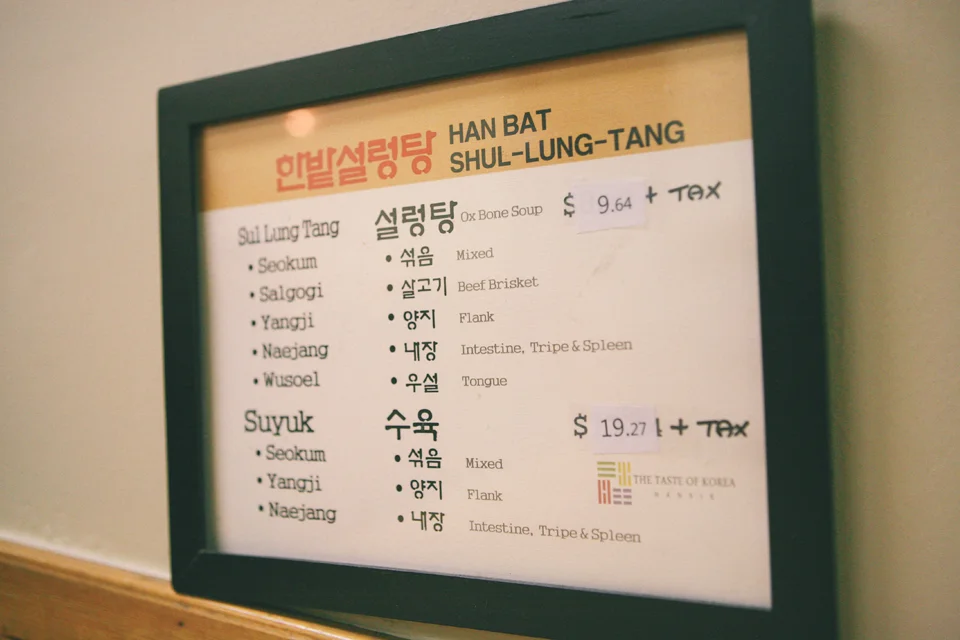 한밭설렁탕 HAN BAT
SHUL-LUNG-TANG
Sul Lung Tang 설렁탕 Ox Bone Soup $ 9.64 + TAX
• Seokum • 섞음 Mixed
• Salgogi • 살고기 Beef Brisket
• Yangji • 양지 Flank
• Naejang • 내장 Intestine, Tripe & Spleen
• Wusoel • 우설 Tongue
Suyuk 수육 $ 19.27 + TAX
• Seokum • 섞음 Mixed
• Yangji • 양지 Flank
• Naejang • 내장 Intestine, Tripe & Spleen
THE TASTE OF KOREA
HANSIK